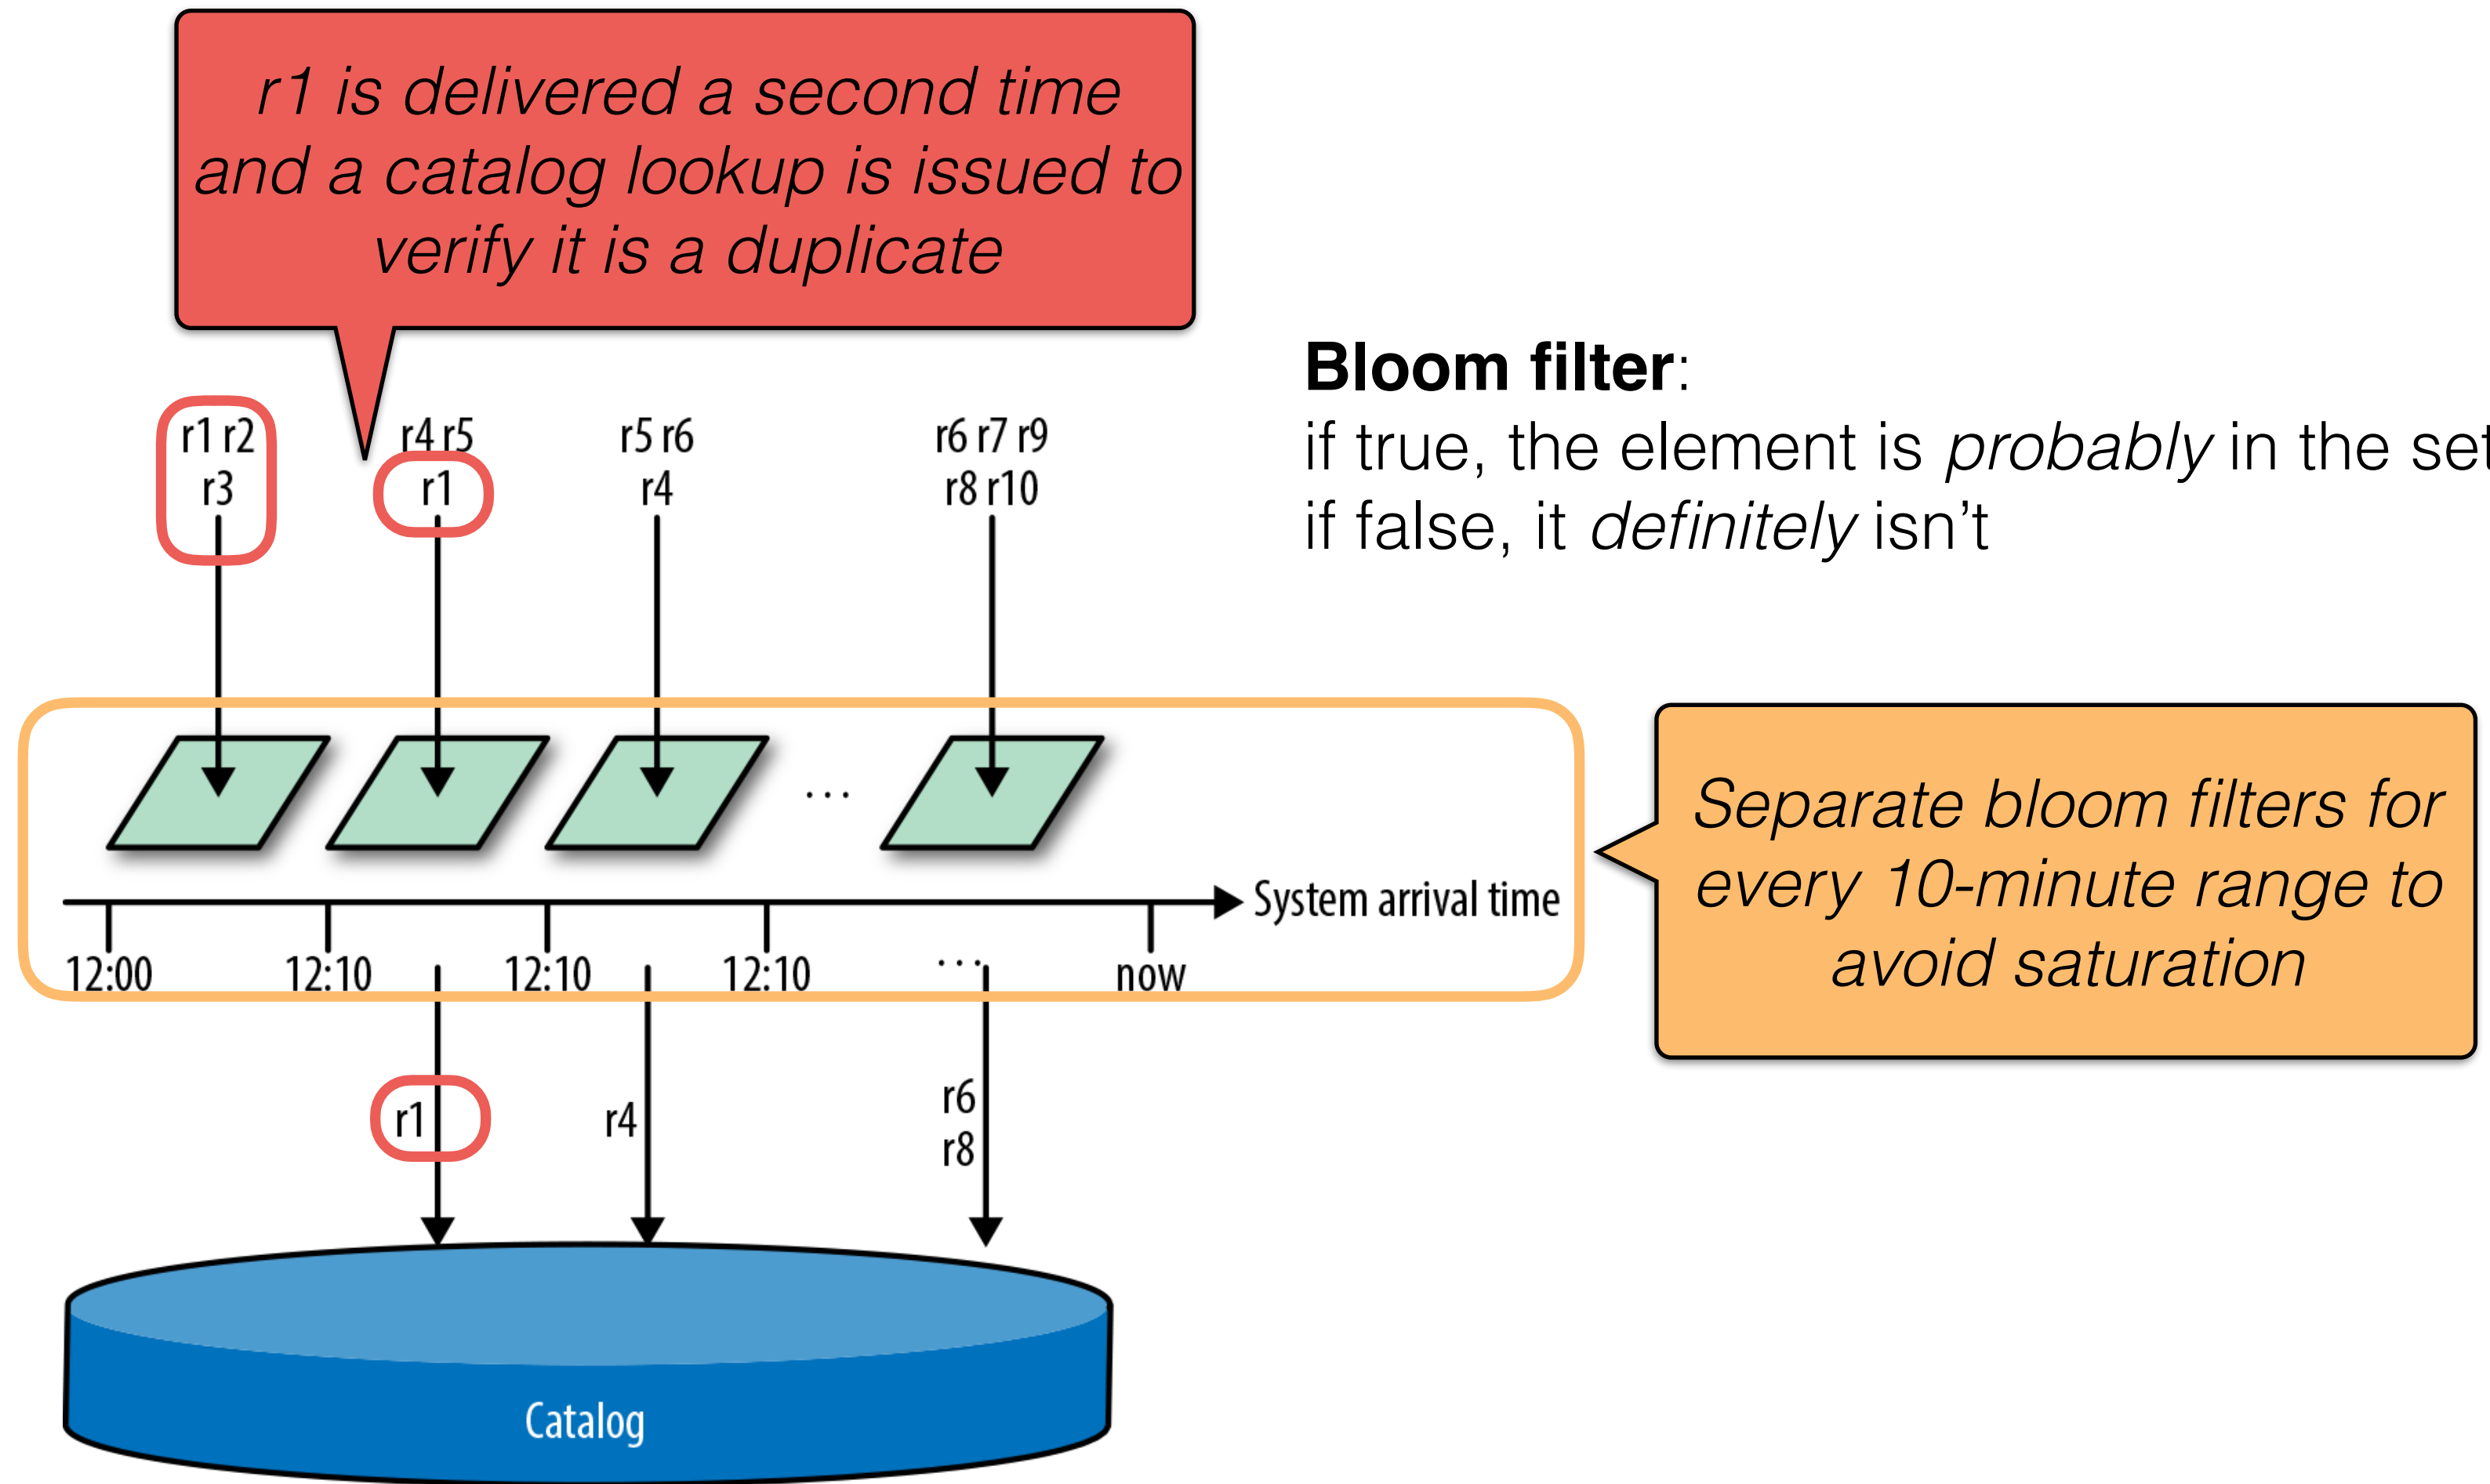 r1 is delivered a second time
and a catalog lookup is issued to
verify it is a duplicate
Bloom filter:
if true, the element is probably in the set
if false, it definitely isn't
r1 r2
r3
r4 r5
r1
r5 r6
r4
r6 r7 r9
r8 r10
...
Separate bloom filters for
every 10-minute range to
avoid saturation
System arrival time
12:00
12:10
12:10
12:10
...
now
r1
r4
r6
r8
Catalog